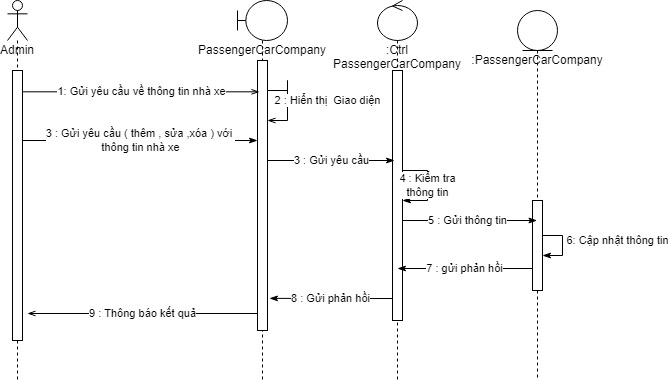 Admin
PassengerCarCompany
:Ctrl
PassengerCarCompany
:PassengerCarCompany
1: Gửi yêu cầu về thông tin nhà xe
2 : Hiển thị Giao diện
3 : Gửi yêu cầu ( thêm , sửa ,xóa ) với
thông tin nhà xe
3 : Gửi yêu cầu
4 : Kiểm tra
thông tin
5 : Gửi thông tin
6: Cập nhật thông tin
7 : gửi phản hồi
8 : Gửi phản hồi
9 : Thông báo kết quả